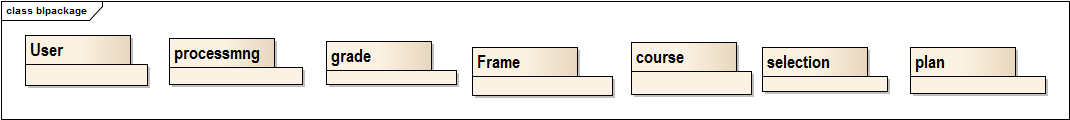 class blpackage
User
processmng
grade
Frame
course
selection
plan